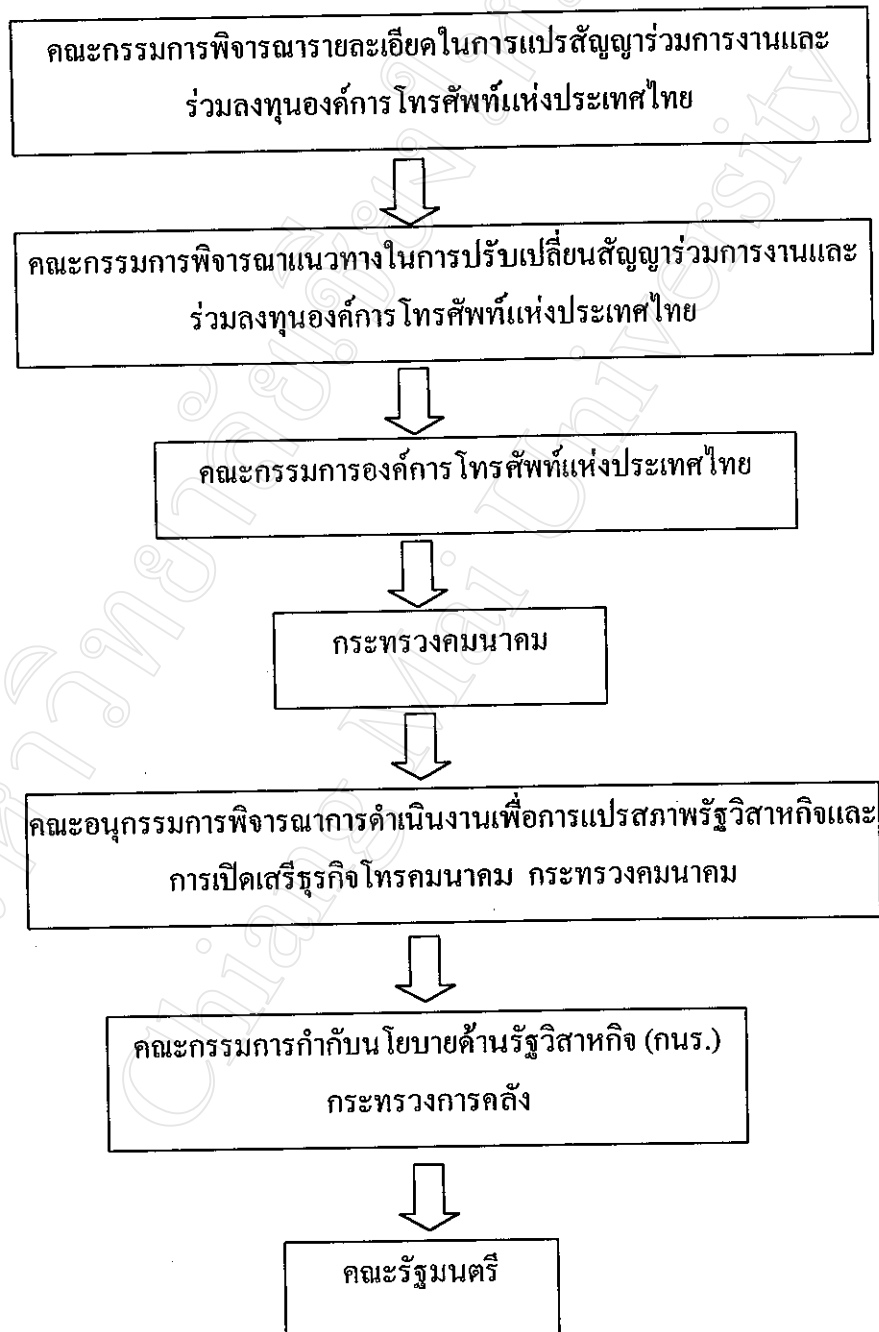 คณะกรรมการพิจารณารายละเอียดในการแปรสัญญาร่วมการงานและ
ร่วมลงทุนองค์การโทรศัพท์แห่งประเทศไทย
คณะกรรมการพิจารณาแนวทางในการปรับเปลี่ยนสัญญาร่วมการงานและ
ร่วมลงทุนองค์การโทรศัพท์แห่งประเทศไทย
คณะกรรมการองค์การโทรศัพท์แห่งประเทศไทย
กระทรวงคมนาคม
คณะอนุกรรมการพิจารณาการดำเนินงานเพื่อการแปรสภาพรัฐวิสาหกิจและ
การเปิดเสรีธุรกิจโทรคมนาคม กระทรวงคมนาคม
คณะกรรมการกำกับนโยบายด้านรัฐวิสาหกิจ (กนร.)
กระทรวงการคลัง
คณะรัฐมนตรี
Chiang Mai University